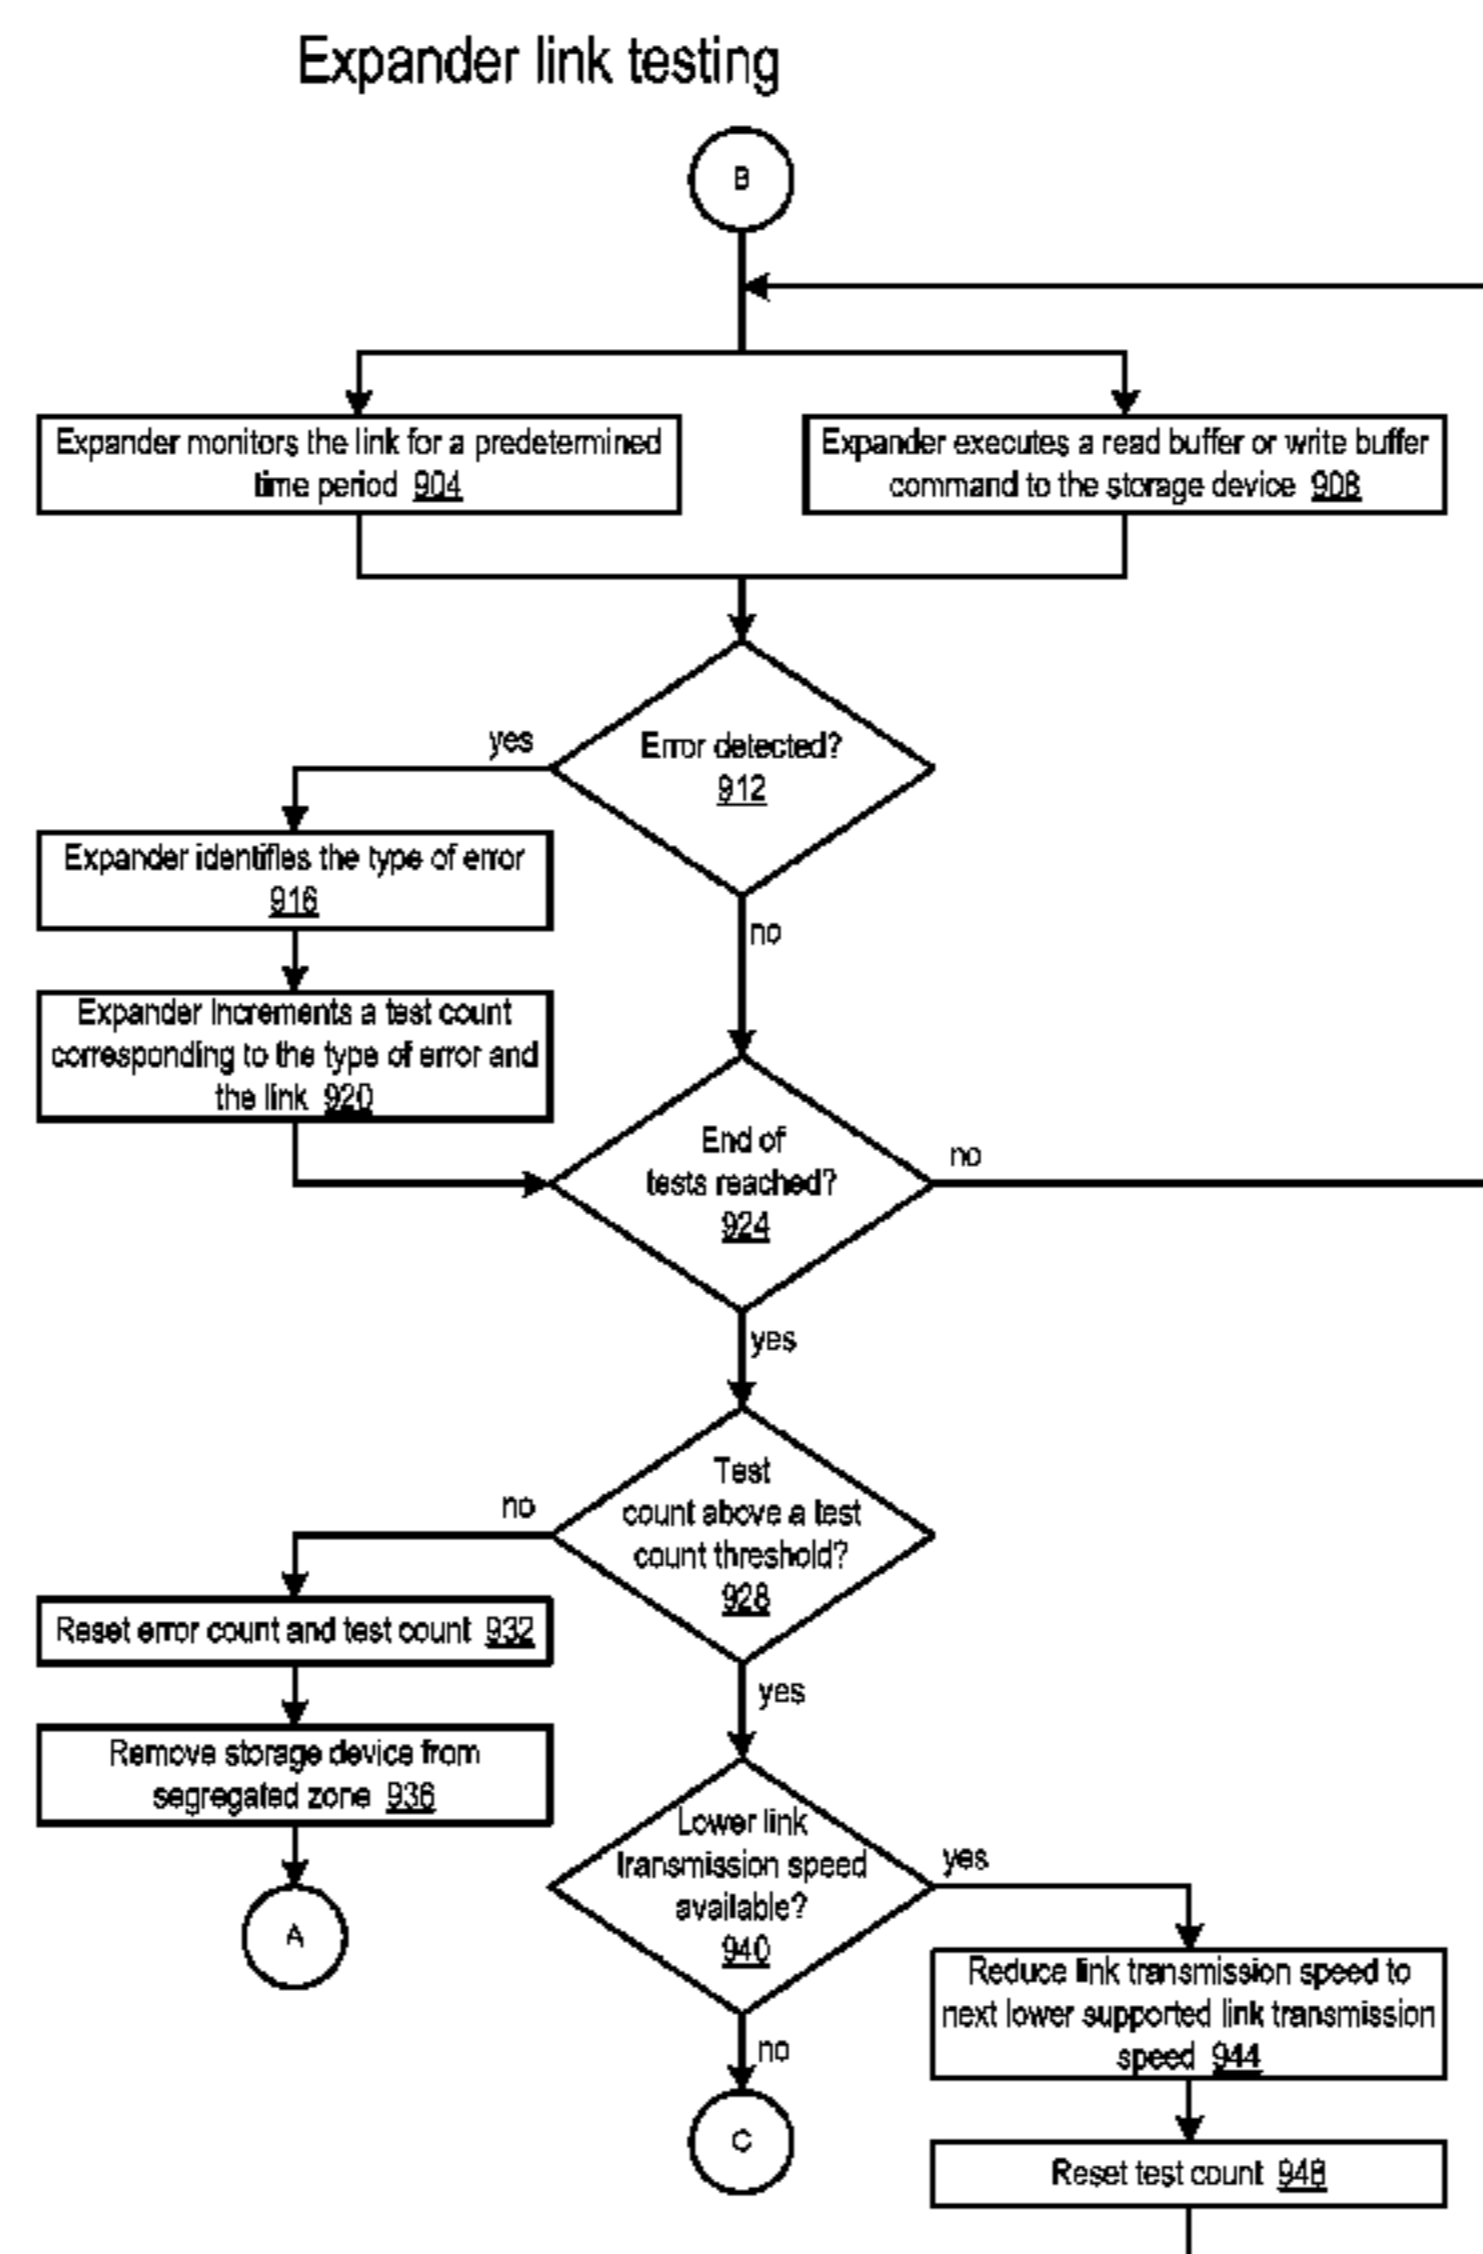 Expander link testing
B
Expander monitors the link for a predetermined
time period 904
Expander executes a read buffer or write buffer
command to the storage device 908
Error detected?
912
yes
no
Expander identifies the type of error
916
Expander increments a test count
corresponding to the type of error and
the link 920
End of
tests reached?
924
no
yes
Test
count above a test
count threshold?
928
no
yes
Reset error count and test count 932
Remove storage device from
segregated zone 936
A
Lower link
transmission speed
available?
940
yes
no
Reduce link transmission speed to
next lower supported link transmission
speed 944
C
Reset test count 948